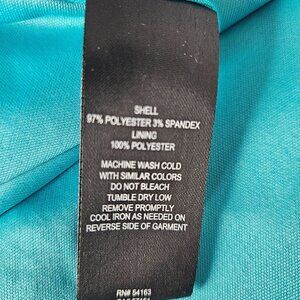 SHELL
97% POLYESTER 3% SPANDEX
LINING
100% POLYESTER
MACHINE WASH COLD
WITH SIMILAR COLORS
DO NOT BLEACH
TUMBLE DRY LOW
REMOVE PROMPTLY
COOL IRON AS NEEDED ON
REVERSE SIDE OF GARMENT
RN# 54163